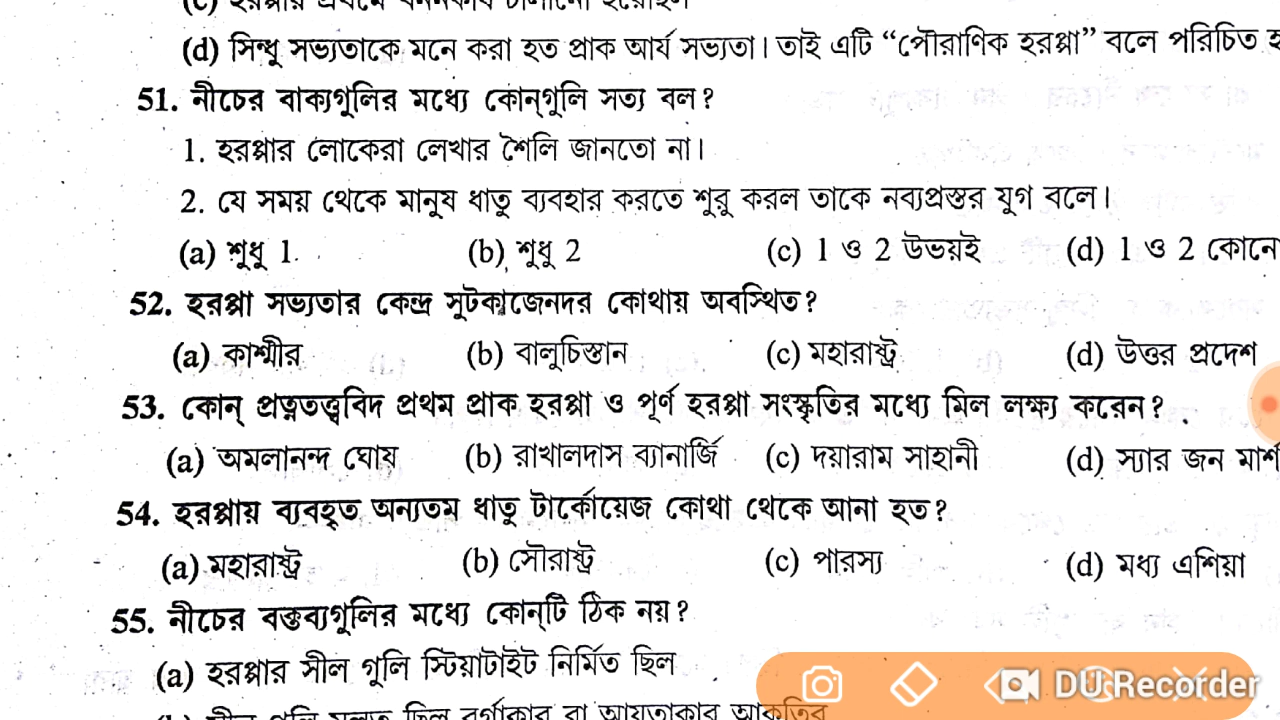 (d) সিন্ধু সভ্যতাকে মনে করা হত প্রাক আর্য সভ্যতা। তাই এটি “পৌরাণিক হরপ্পা” বলে পরিচিত
51. নীচের বাক্যগুলির মধ্যে কোন্‌গুলি সত্য বল?
1. হরপ্পার লোকেরা লেখার শৈলি জানতো না।
2. যে সময় থেকে মানুষ ধাতু ব্যবহার করতে শুরু করল তাকে নব্যপ্রস্তর যুগ বলে।
(a) শুধু 1 (b) শুধু 2 (c) 1 ও 2 উভয়ই (d) 1 ও 2 কোনে
52. হরপ্পা সভ্যতার কেন্দ্র সুটকাজেনদর কোথায় অবস্থিত?
(a) কাশ্মীর (b) বালুচিস্তান (c) মহারাষ্ট্র (d) উত্তর প্রদেশ
53. কোন্ প্রত্নতত্ত্ববিদ প্রথম প্রাক হরপ্পা ও পূর্ণ হরপ্পা সংস্কৃতির মধ্যে মিল লক্ষ্য করেন?
(a) অমলানন্দ ঘোষ (b) রাখালদাস ব্যানার্জি (c) দয়ারাম সাহানী (d) স্যার জন মার্শ
54. হরপ্পায় ব্যবহৃত অন্যতম ধাতু টার্কোয়েজ কোথা থেকে আনা হত?
(a) মহারাষ্ট্র (b) সৌরাষ্ট্র (c) পারস্য (d) মধ্য এশিয়া
55. নীচের বক্তব্যগুলির মধ্যে কোন্‌টি ঠিক নয়?
(a) হরপ্পার সীল গুলি স্টিয়াটাইট নির্মিত ছিল
DU Recorder